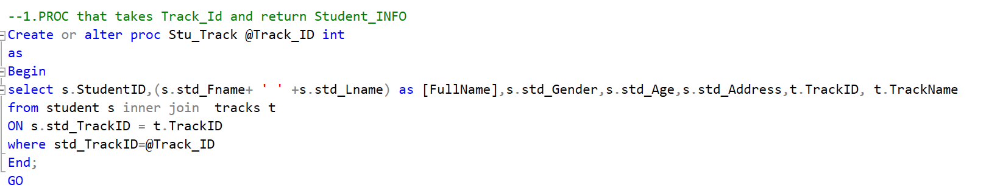 --1.PROC that takes Track_Id and return Student_INFO
Create or alter proc Stu_Track @Track_ID int
as
Begin
select s.StudentID,(s.std_Fname+ ' ' +s.std_Lname) as [FullName],s.std_Gender,s.std_Age,s.std_Address,t.TrackID, t.TrackName
from student s inner join  tracks t
ON s.std_TrackID = t.TrackID
where std_TrackID=@Track_ID
End;
GO